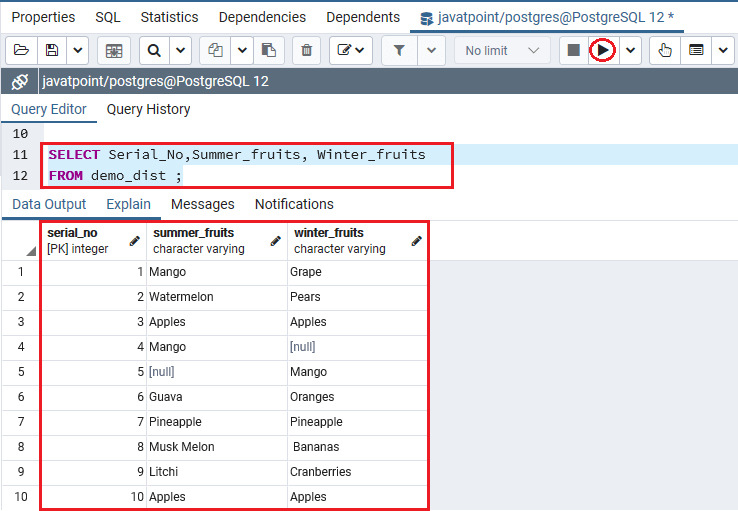 Properties SQL Statistics Dependencies Dependents javatpoint/postgres@PostgreSQL 12 *
No limit
javatpoint/postgres@PostgreSQL 12
Query Editor Query History
10
11 SELECT Serial_No,Summer_fruits, Winter_fruits
12 FROM demo_dist ;
Data Output Explain Messages Notifications
serial_no summer_fruits winter_fruits
[PK] integer character varying character varying
1 1 Mango Grape
2 2 Watermelon Pears
3 3 Apples Apples
4 4 Mango [null]
5 5 [null] Mango
6 6 Guava Oranges
7 7 Pineapple Pineapple
8 8 Musk Melon Bananas
9 9 Litchi Cranberries
10 10 Apples Apples